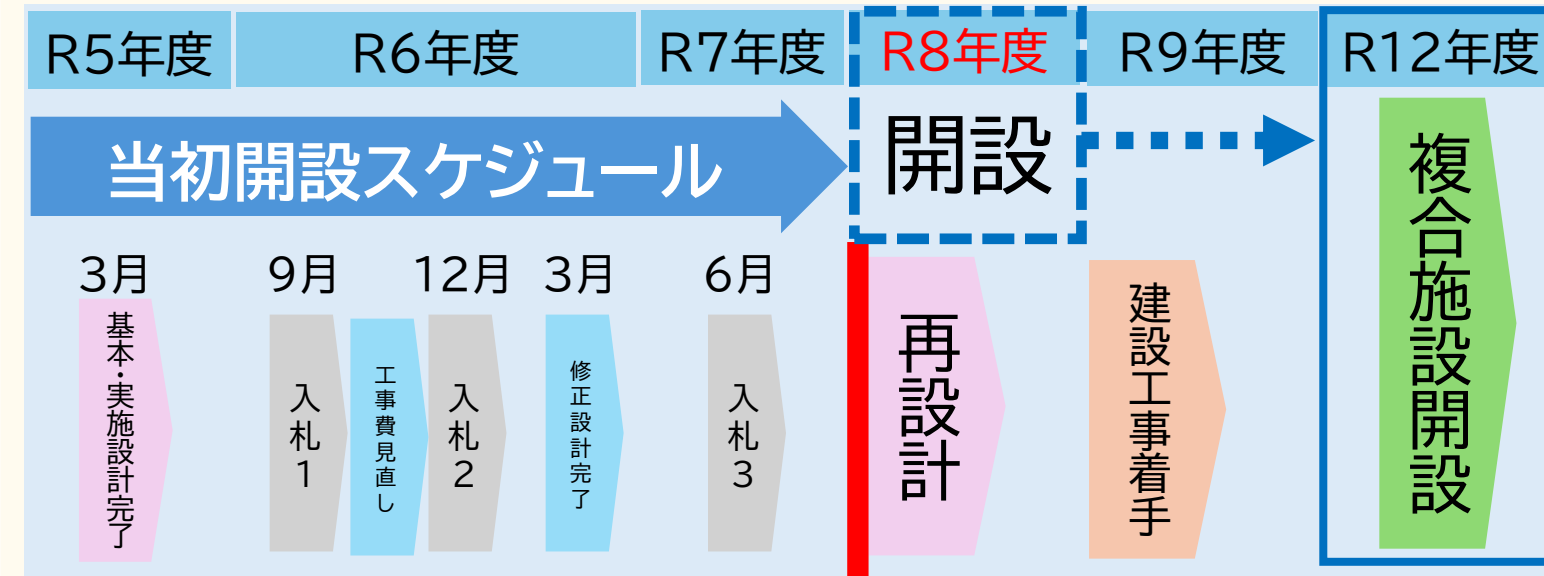 R5年度
R6年度
R7年度
R8年度
R9年度
R12年度
当初開設スケジュール
開設
3月
9月
12月
3月
6月
基本・実施設計完了
入札1
工事費見直し
入札2
修正設計完了
入札3
再設計
建設工事着手
複合施設開設